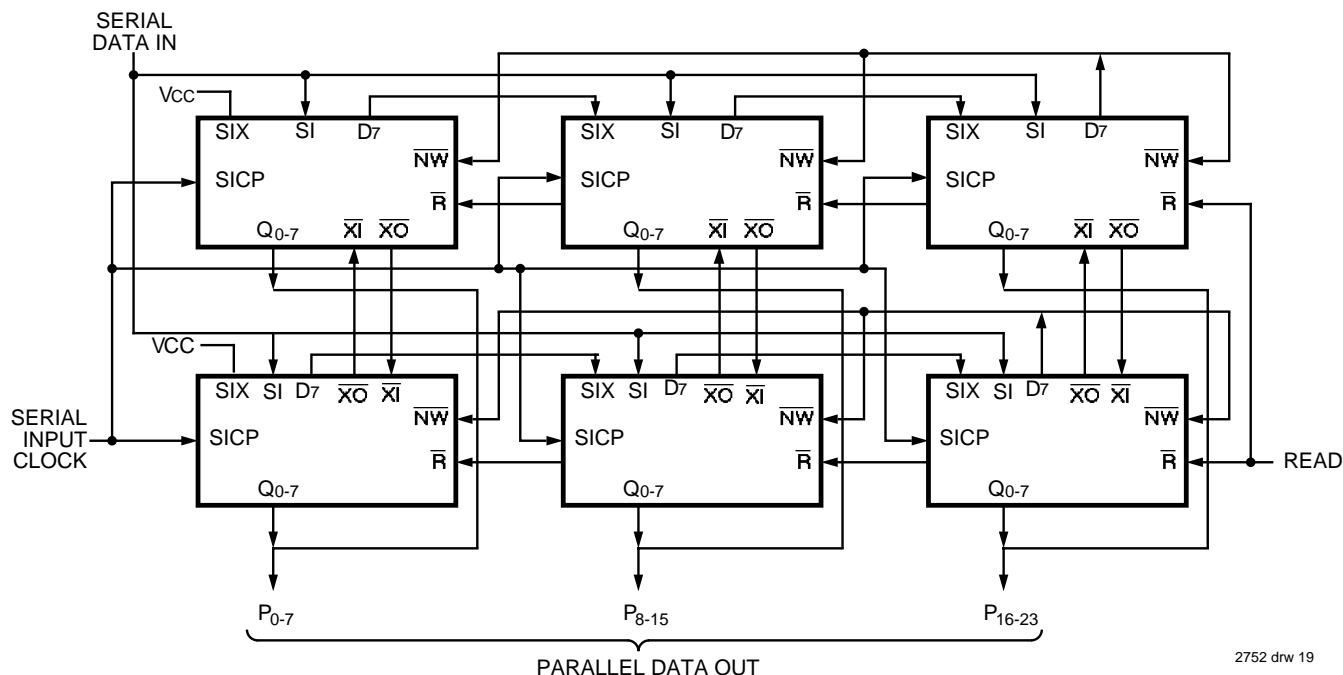 SERIAL
DATA IN
VCC
SIX SI D7
SIX SI D7
SIX SI D7
NW
NW
NW
SICP
SICP
SICP
R
R
R
Q0-7 XI XO
Q0-7 XI XO
Q0-7 XI XO
VCC
SIX SI D7 XO XI
SIX SI D7 XO XI
SIX SI D7 XO XI
NW
NW
NW
SERIAL
INPUT
CLOCK
SICP
SICP
SICP
R
R
R
READ
Q0-7
Q0-7
Q0-7
P0-7
P8-15
P16-23
PARALLEL DATA OUT
2752 drw 19